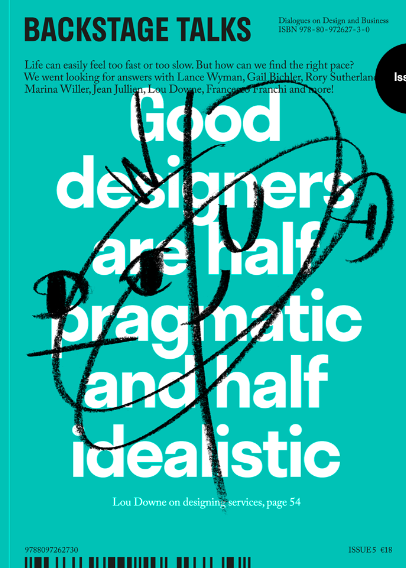 BACKSTAGE TALKS
Dialogues on Design and Business
ISBN 978-80-972627-3-0
Life can easily feel too fast or too slow. But how can we find the right pace?
We went looking for answers with Lance Wyman, Gail Bichler, Rory Sutherland,
Marina Willer, Jean Jullien, Lou Downe, Francesco Franchi and more!
Iss
Good
designers
are half
pragmatic
and half
idealistic
Lou Downe on designing services, page 54
9788097262730
ISSUE 5 €18